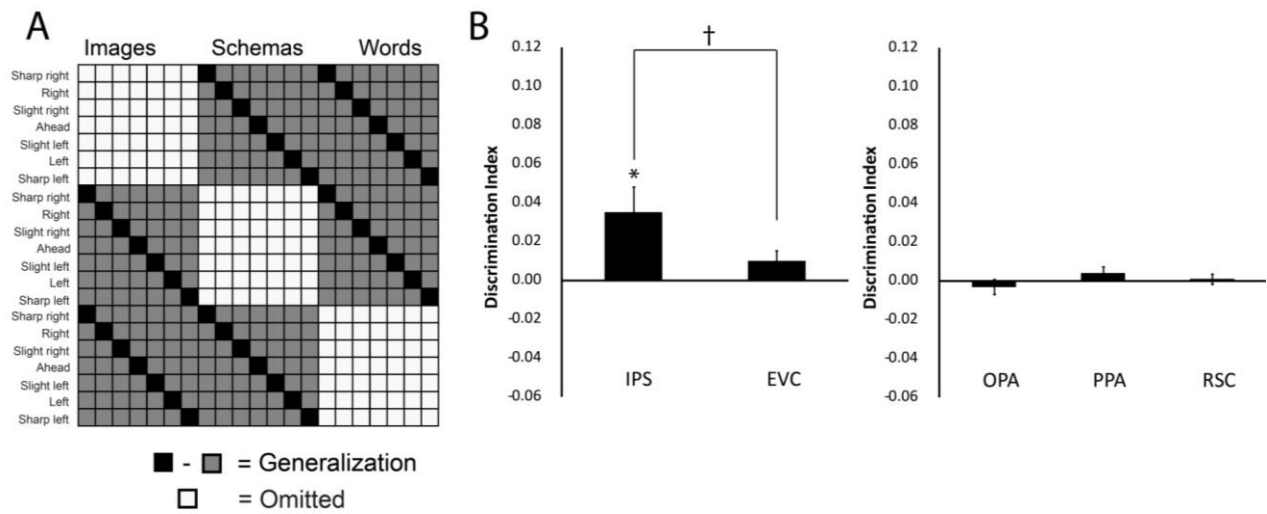 A
Images Schemas Words
Sharp right
Right
Slight right
Ahead
Slight left
Left
Sharp left
Sharp right
Right
Slight right
Ahead
Slight left
Left
Sharp left
Sharp right
Right
Slight right
Ahead
Slight left
Left
Sharp left
- = Generalization
= Omitted
B
Discrimination Index
0.12
0.10
0.08
0.06
0.04
0.02
0.00
-0.02
-0.04
-0.06
†
*
IPS EVC
Discrimination Index
0.12
0.10
0.08
0.06
0.04
0.02
0.00
-0.02
-0.04
-0.06
OPA PPA RSC